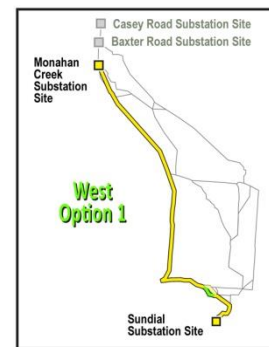 Casey Road Substation Site
Baxter Road Substation Site
Monahan
Creek
Substation
Site
West
Option 1
Sundial
Substation Site